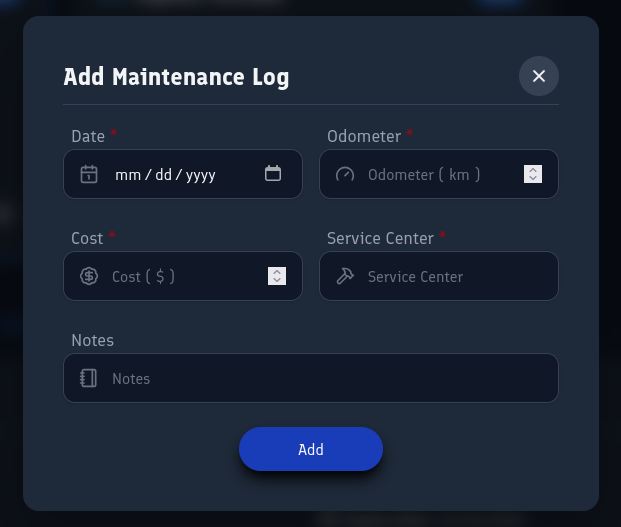 Add Maintenance Log
Date * Odometer *
mm / dd / yyyy Odometer ( km )
Cost * Service Center *
Cost ( $ ) Service Center
Notes
Notes
Add